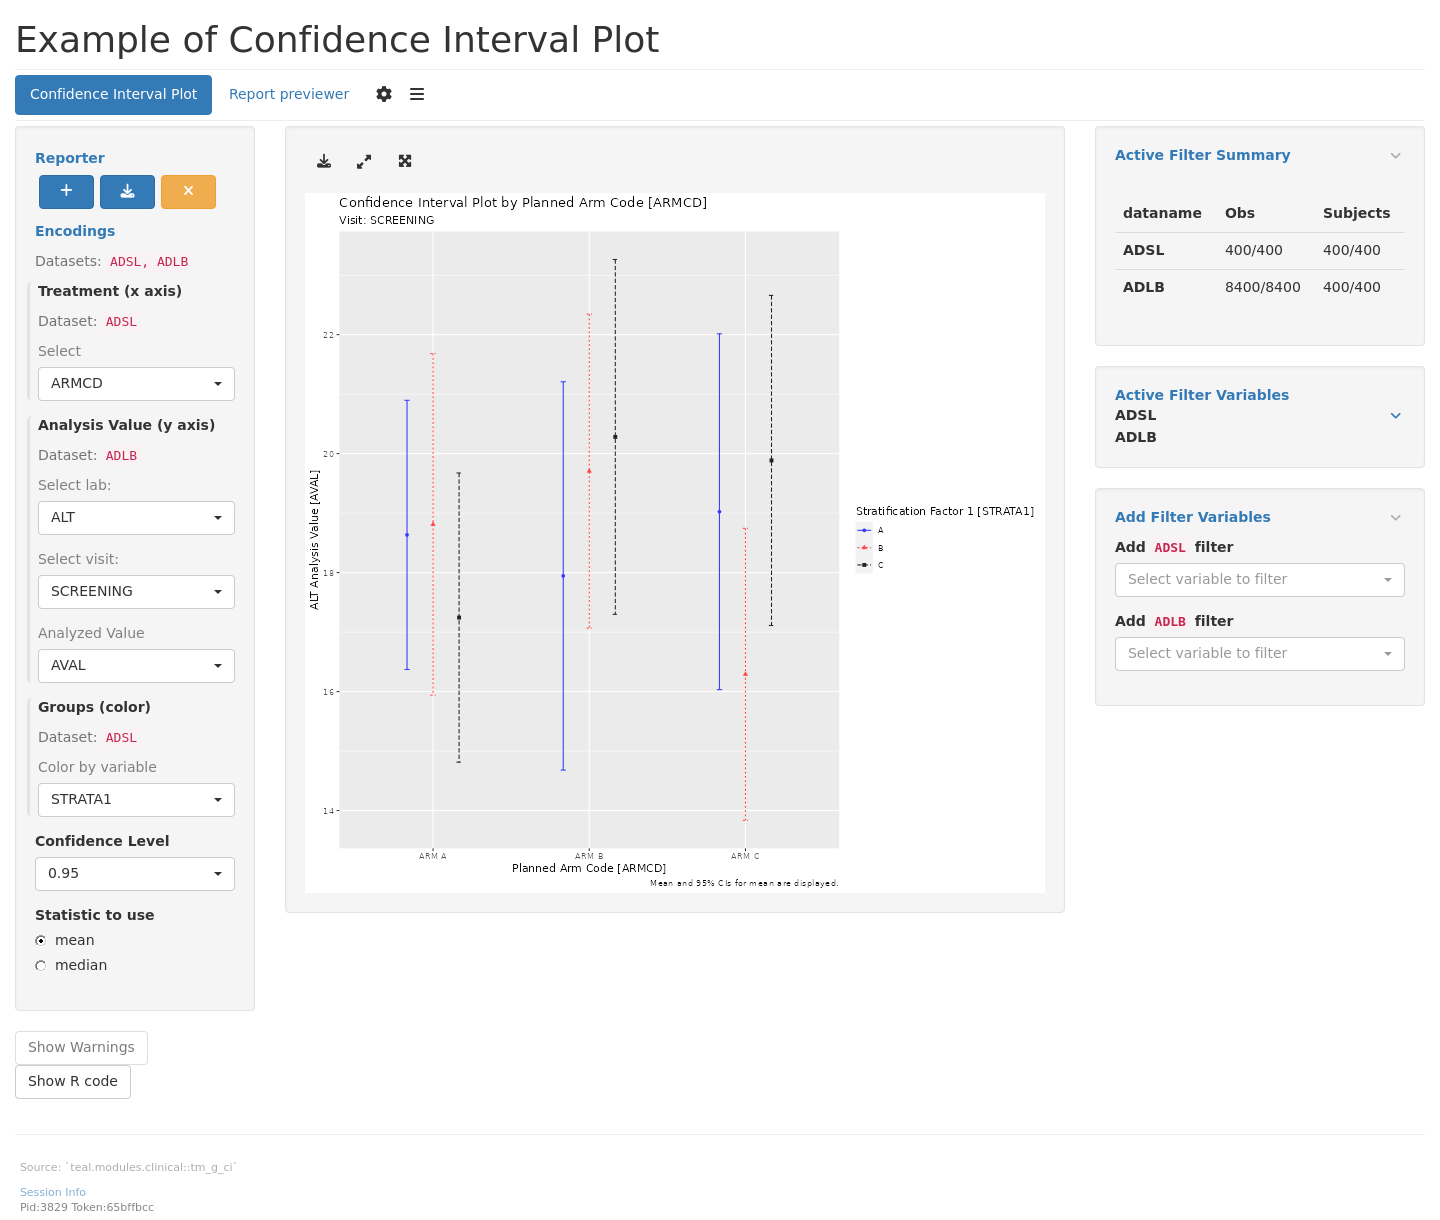 Example of Confidence Interval Plot
Confidence Interval Plot
Report previewer
Reporter
Encodings
Datasets: ADSL, ADLB
Treatment (x axis)
Dataset: ADSL
Select
ARMCD
Analysis Value (y axis)
Dataset: ADLB
Select lab:
ALT
Select visit:
SCREENING
Analyzed Value
AVAL
Groups (color)
Dataset: ADSL
Color by variable
STRATA1
Confidence Level
0.95
Statistic to use
mean
median
Show Warnings
Show R code
Confidence Interval Plot by Planned Arm Code [ARMCD]
Visit: SCREENING
ALT Analysis Value [AVAL]
22
20
18
16
14
ARM A
ARM B
ARM C
Planned Arm Code [ARMCD]
Mean and 95% CIs for mean are displayed.
Stratification Factor 1 [STRATA1]
A
B
C
Active Filter Summary
dataname Obs Subjects
ADSL 400/400 400/400
ADLB 8400/8400 400/400
Active Filter Variables
ADSL
ADLB
Add Filter Variables
Add ADSL filter
Select variable to filter
Add ADLB filter
Select variable to filter
Source: `teal.modules.clinical::tm_g_ci`
Session Info
Pid:3829 Token:65bffbcc